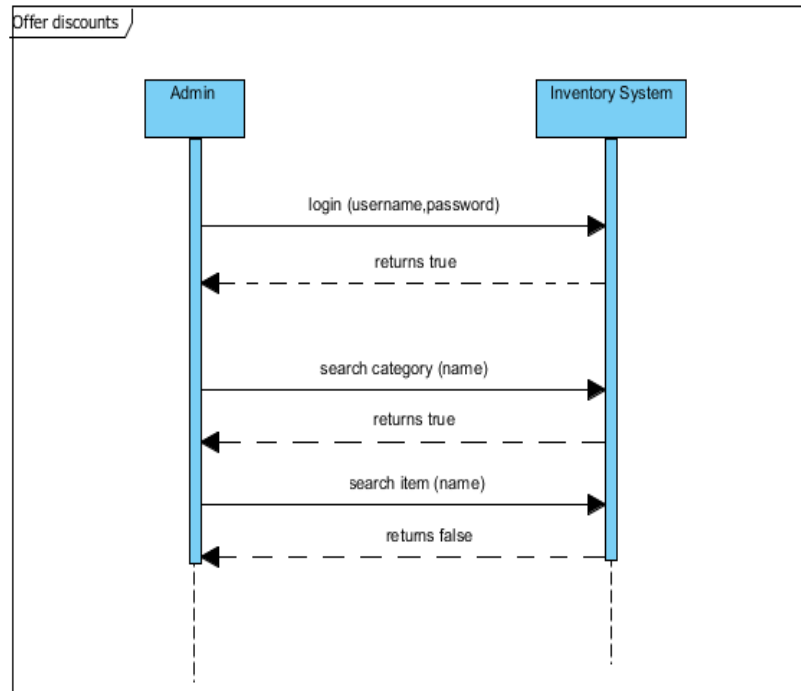 Offer discounts
Admin
Inventory System
login (username,password)
returns true
search category (name)
returns true
search item (name)
returns false